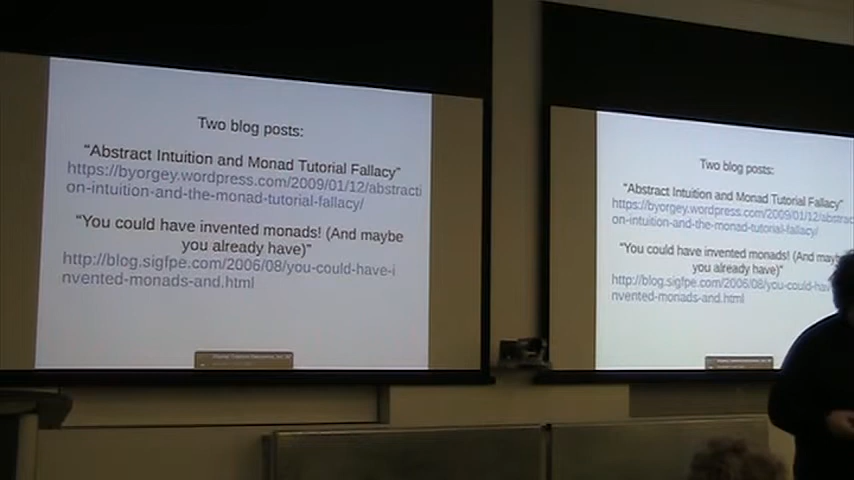 Two blog posts:
“Abstract Intuition and Monad Tutorial Fallacy”
https://byorgey.wordpress.com/2009/01/12/abstracti
on-intuition-and-the-monad-tutorial-fallacy/
“You could have invented monads! (And maybe
you already have)”
http://blog.sigfpe.com/2006/08/you-could-have-i
nvented-monads-and.html
Two blog posts:
“Abstract Intuition and Monad Tutorial Fallacy”
https://byorgey.wordpress.com/2009/01/12/abstrac
on-intuition-and-the-monad-tutorial-fallacy/
“You could have invented monads! (And mayb
you already have)”
http://blog.sigfpe.com/2006/08/you-could-hav
nvented-monads-and.html